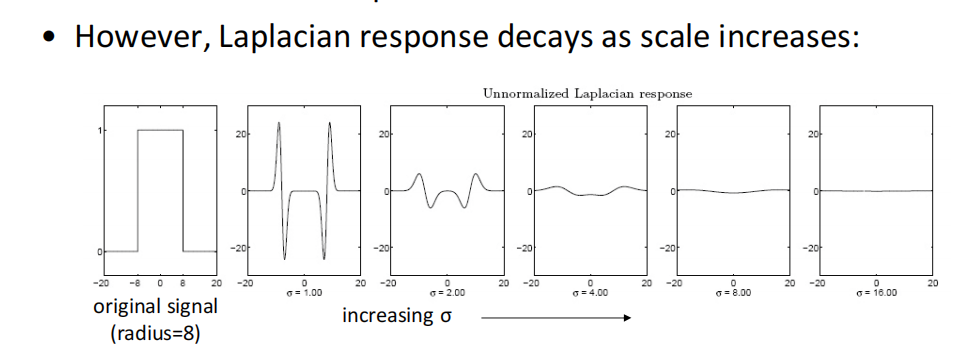 • However, Laplacian response decays as scale increases:
Unnormalized Laplacian response
1
0
-20 -8 0 8 20
original signal
(radius=8)
20
0
-20
-20 0 20
σ = 1.00
20
0
-20
-20 0 20
σ = 2.00
20
0
-20
-20 0 20
σ = 4.00
20
0
-20
-20 0 20
σ = 8.00
20
0
-20
-20 0 20
σ = 16.00
increasing σ